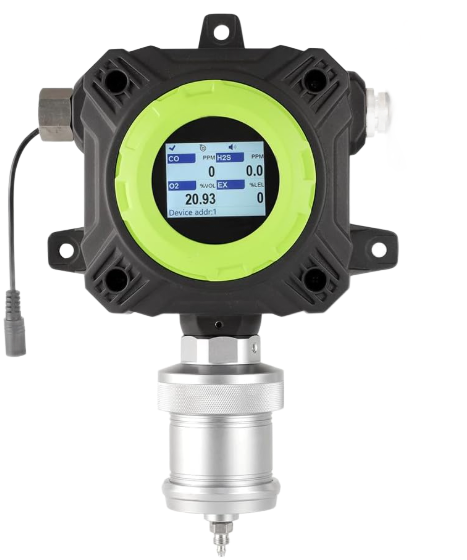 CO PPM H2S PPM
0 0.0
O2 %VOL EX %LEL
20.93 0
Device addr:1